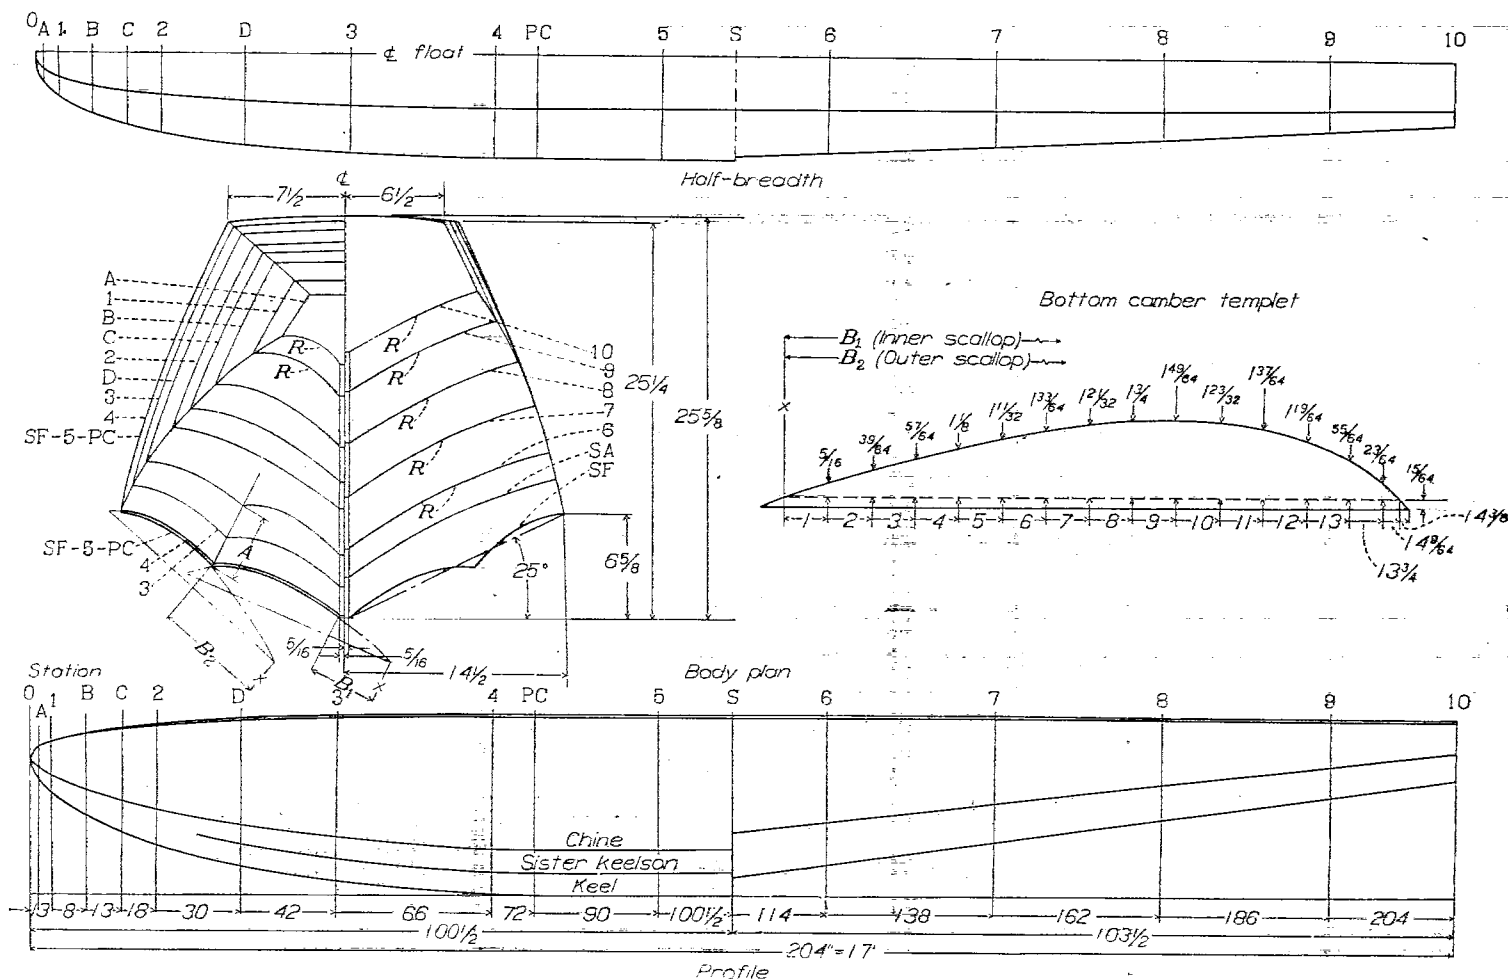 0 A 1 B C 2 D 3 4 PC 5 S 6 7 8 9 10
℄ float
Half-breadth
℄
7½ 6½
A
1
B
C
2
D
3
4
SF-5-PC
R R
R R R R R
10
9
8
7
6
SA
SF
25¼
25⅝
SF-5-PC
4
3
A
25°
6⅝
B₂
x
5/16 5/16
B₁
x
14½
Body plan
Bottom camber templet
B₁ (Inner scallop)
B₂ (Outer scallop)
x
5/16 39/64 57/64 1⅛ 1 11/32 1 33/64 1 21/32 1 3/4 1 49/64 1 23/32 1 37/64 1 19/64 55/64 23/64 15/64
1 2 3 4 5 6 7 8 9 10 11 12 13
14⅜
14 9/64
13¾
Station
0 A 1 B C 2 D 3 4 PC 5 S 6 7 8 9 10
Chine
Sister keelson
Keel
3 8 13 18 30 42 66 72 90 100½ 114 138 162 186 204
100½ 103½
204"=17'
Profile